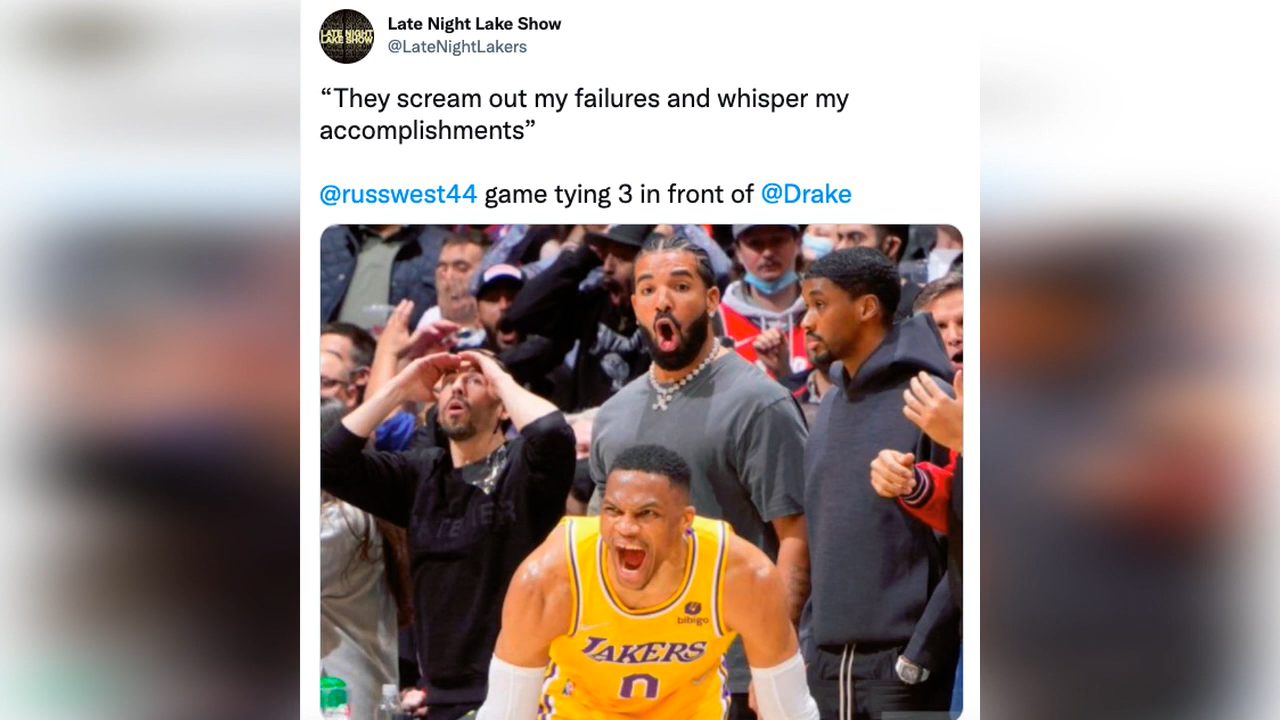 Late Night Lake Show
@LateNightLakers
“They scream out my failures and whisper my
accomplishments”
@russwest44 game tying 3 in front of @Drake
LATE NIGHT
LAKE SHOW
bibigo
LAKERS
0